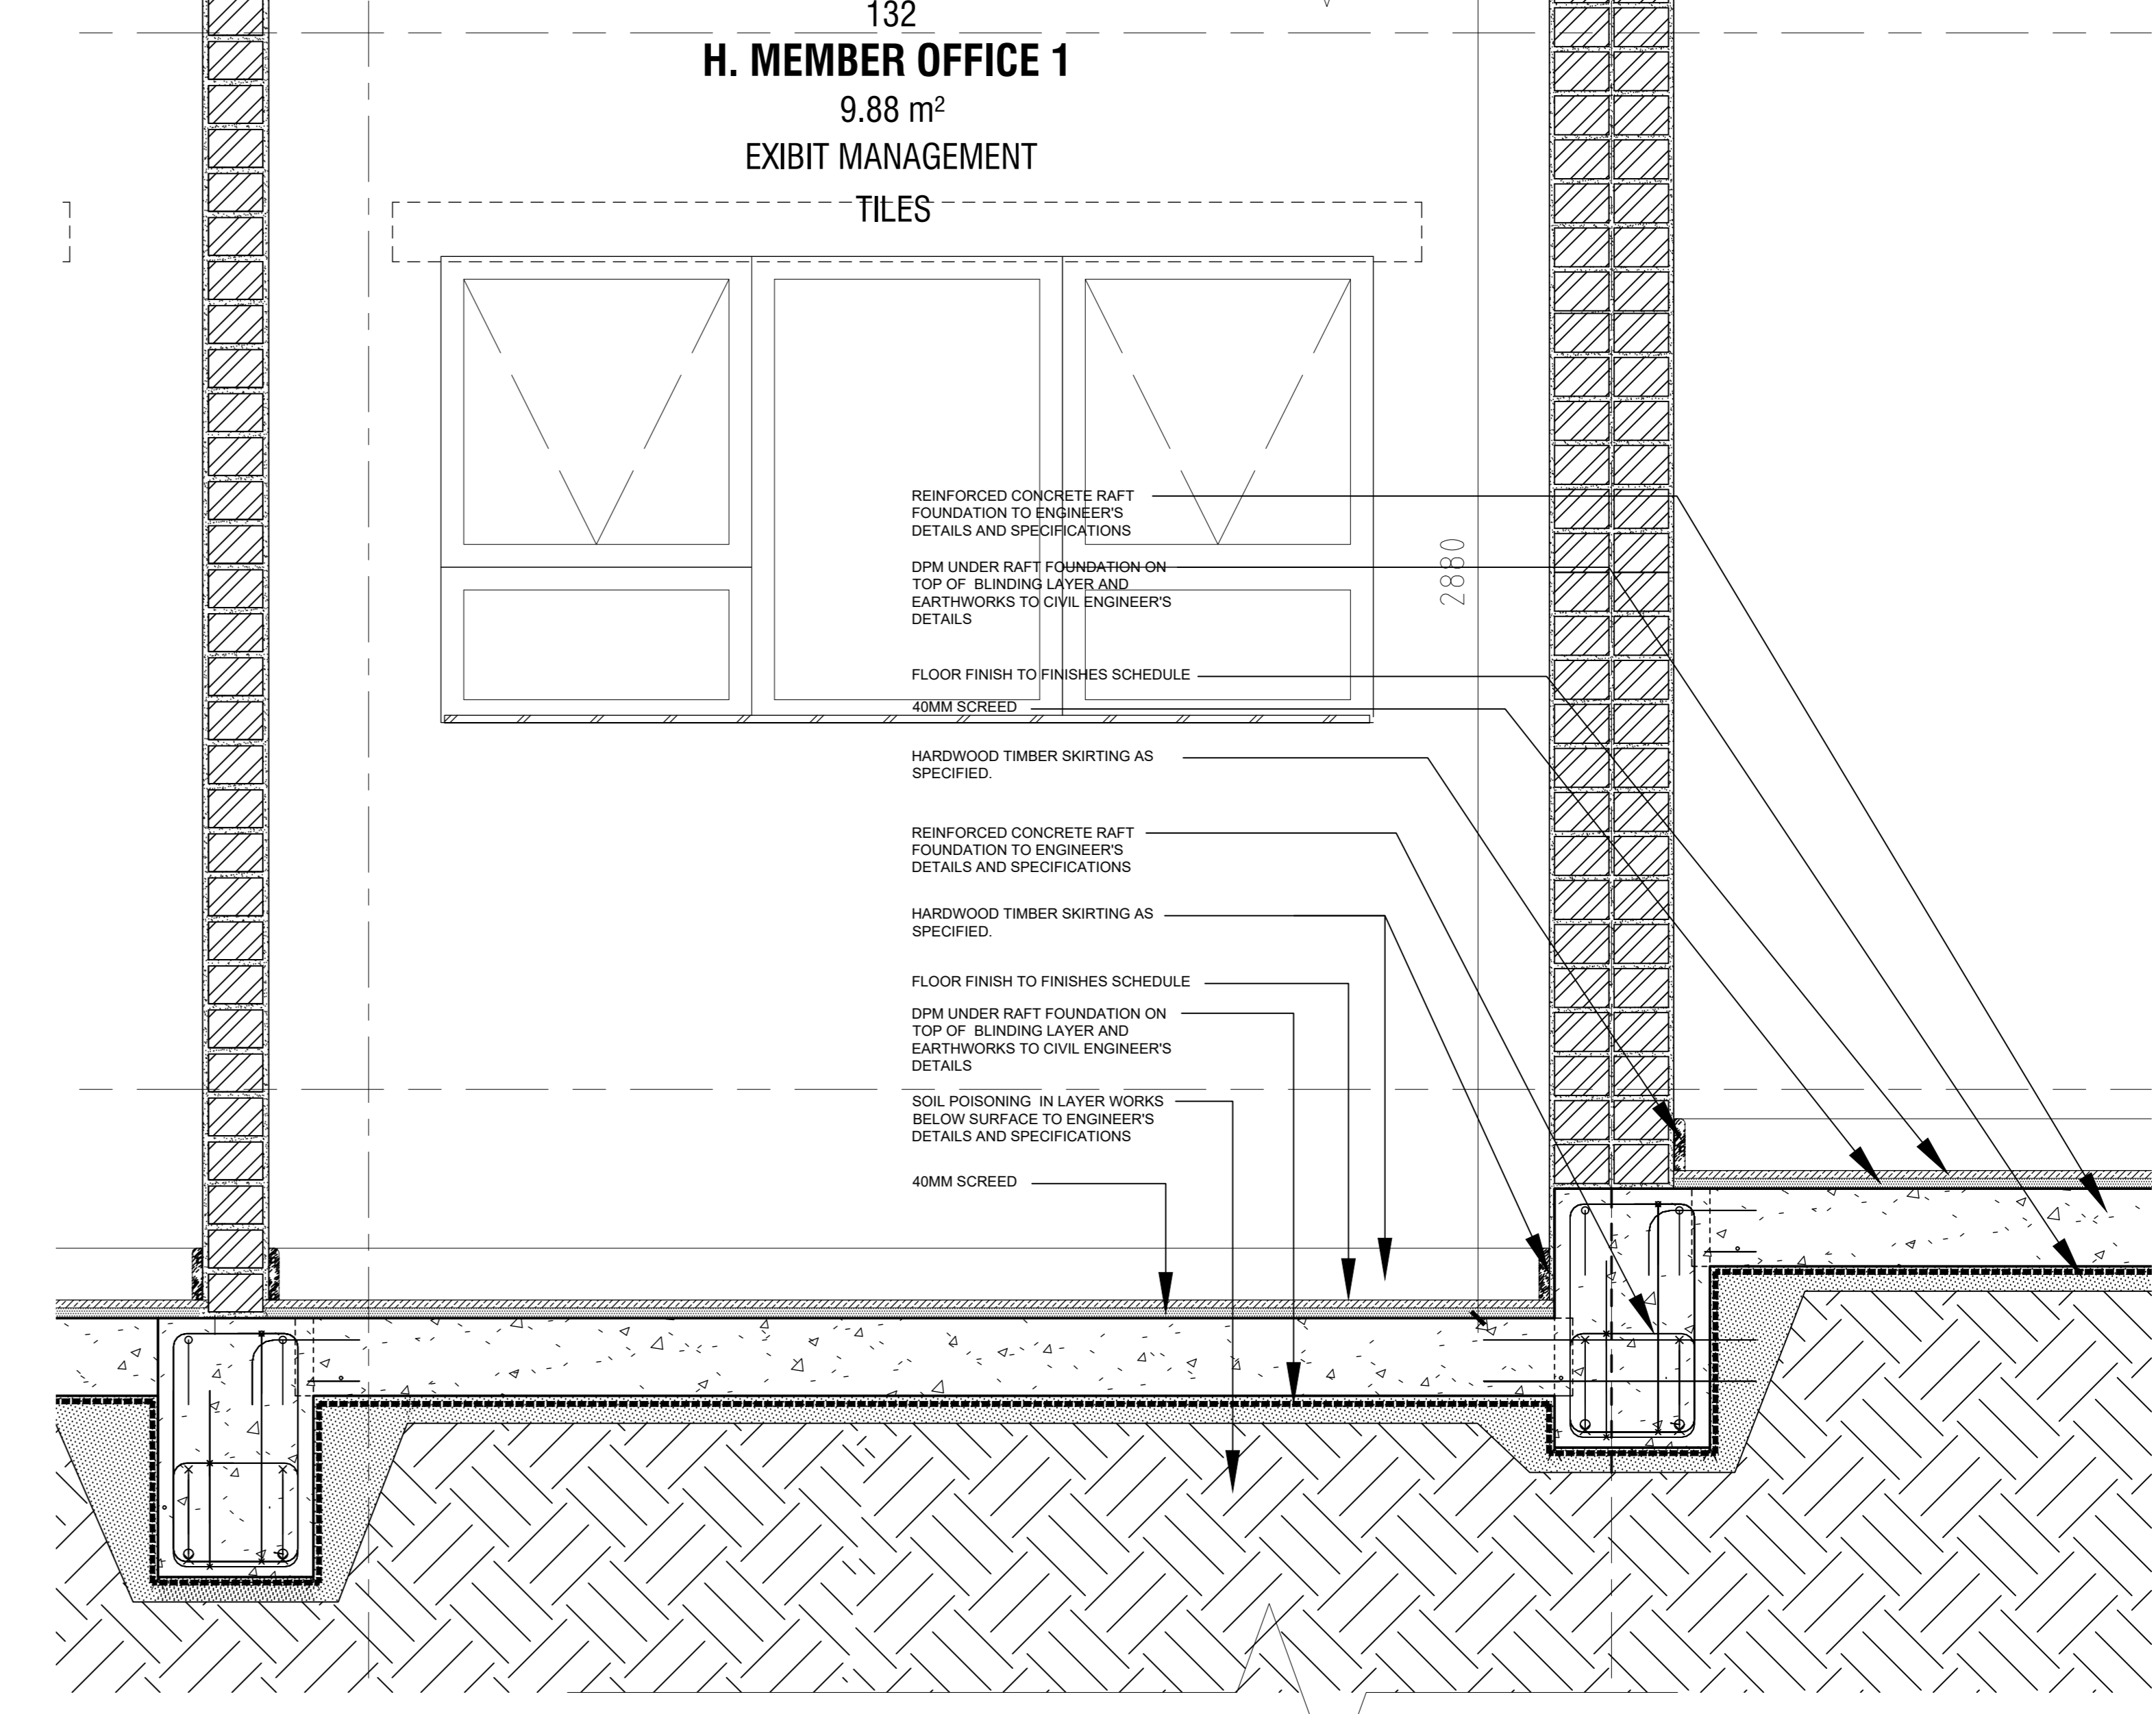 132
H. MEMBER OFFICE 1
9.88 m²
EXIBIT MANAGEMENT
TILES
REINFORCED CONCRETE RAFT
FOUNDATION TO ENGINEER'S
DETAILS AND SPECIFICATIONS
DPM UNDER RAFT FOUNDATION ON
TOP OF BLINDING LAYER AND
EARTHWORKS TO CIVIL ENGINEER'S
DETAILS
2880
FLOOR FINISH TO FINISHES SCHEDULE
40MM SCREED
HARDWOOD TIMBER SKIRTING AS
SPECIFIED.
REINFORCED CONCRETE RAFT
FOUNDATION TO ENGINEER'S
DETAILS AND SPECIFICATIONS
HARDWOOD TIMBER SKIRTING AS
SPECIFIED.
FLOOR FINISH TO FINISHES SCHEDULE
DPM UNDER RAFT FOUNDATION ON
TOP OF BLINDING LAYER AND
EARTHWORKS TO CIVIL ENGINEER'S
DETAILS
SOIL POISONING IN LAYER WORKS
BELOW SURFACE TO ENGINEER'S
DETAILS AND SPECIFICATIONS
40MM SCREED